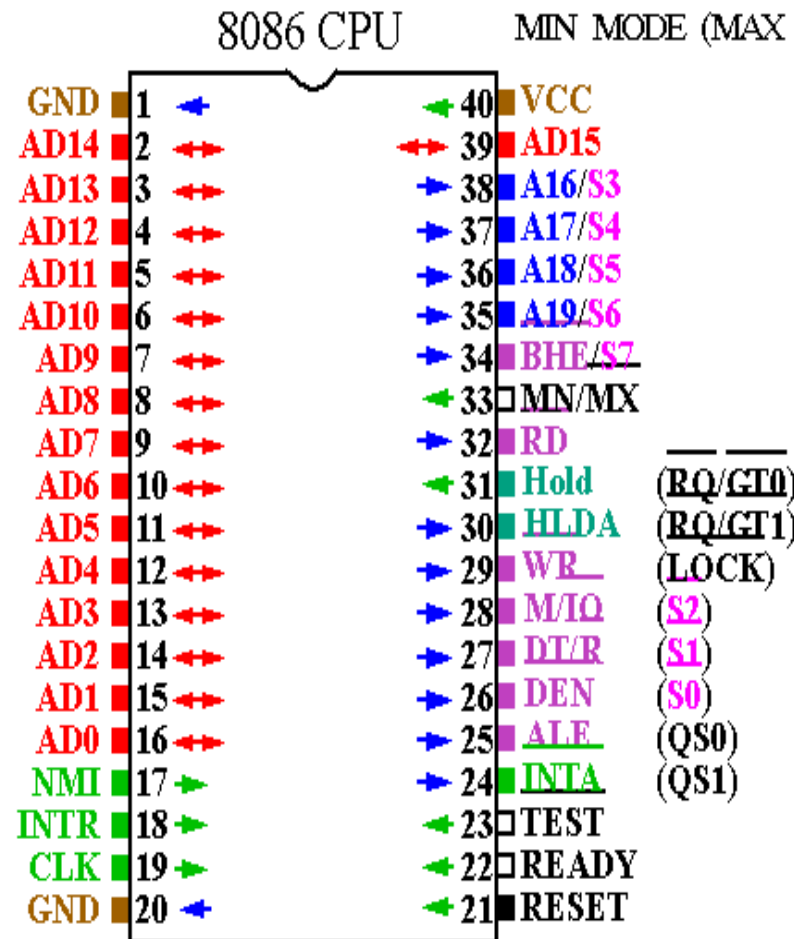 8086 CPU MIN MODE (MAX
GND 1 40 VCC
AD14 2 39 AD15
AD13 3 38 A16/S3
AD12 4 37 A17/S4
AD11 5 36 A18/S5
AD10 6 35 A19/S6
AD9 7 34 BHE/S7
AD8 8 33 MN/MX
AD7 9 32 RD
AD6 10 31 Hold (RQ/GT0)
AD5 11 30 HLDA (RQ/GT1)
AD4 12 29 WR (LOCK)
AD3 13 28 M/IO (S2)
AD2 14 27 DT/R (S1)
AD1 15 26 DEN (S0)
AD0 16 25 ALE (QS0)
NMI 17 24 INTA (QS1)
INTR 18 23 TEST
CLK 19 22 READY
GND 20 21 RESET